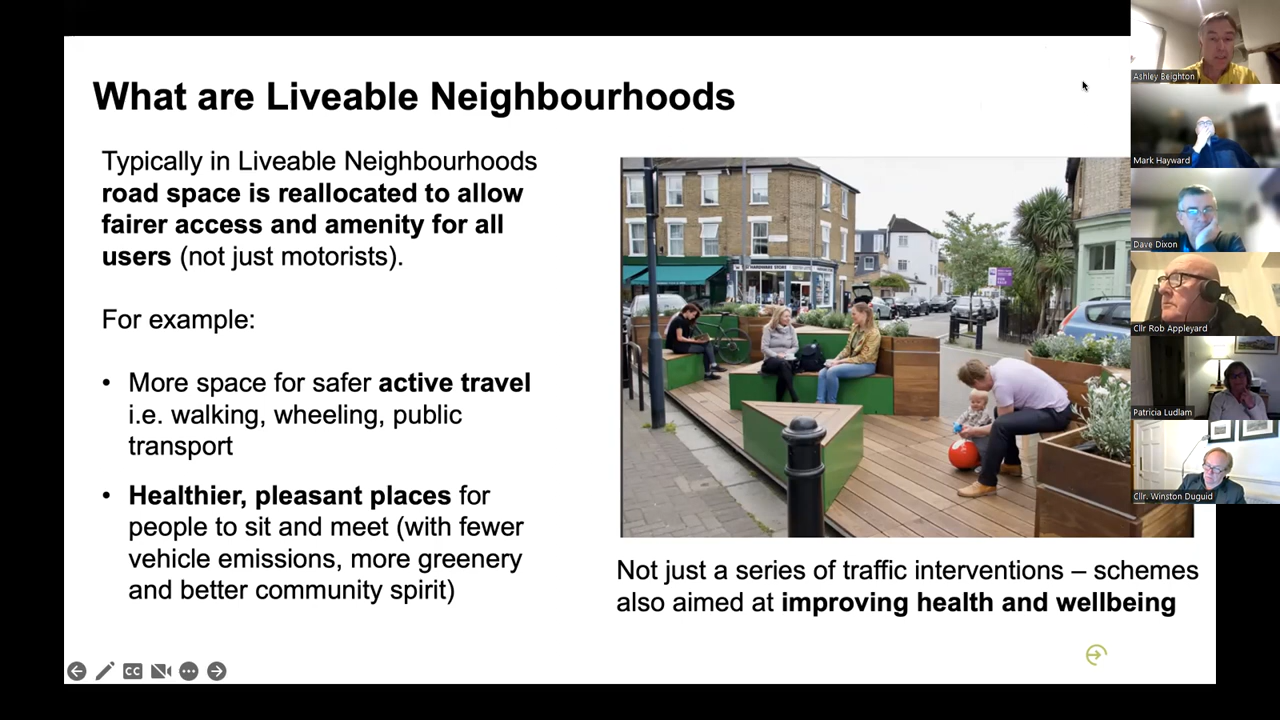 What are Liveable Neighbourhoods
Typically in Liveable Neighbourhoods
road space is reallocated to allow
fairer access and amenity for all
users (not just motorists).
For example:
• More space for safer active travel
i.e. walking, wheeling, public
transport
• Healthier, pleasant places for
people to sit and meet (with fewer
vehicle emissions, more greenery
and better community spirit)
HARDWARE STORE
Not just a series of traffic interventions – schemes
also aimed at improving health and wellbeing
CC
Ashley Beighton
Mark Hayward
Dave Dixon
Cllr Rob Appleyard
Patricia Ludlam
Cllr. Winston Duguid